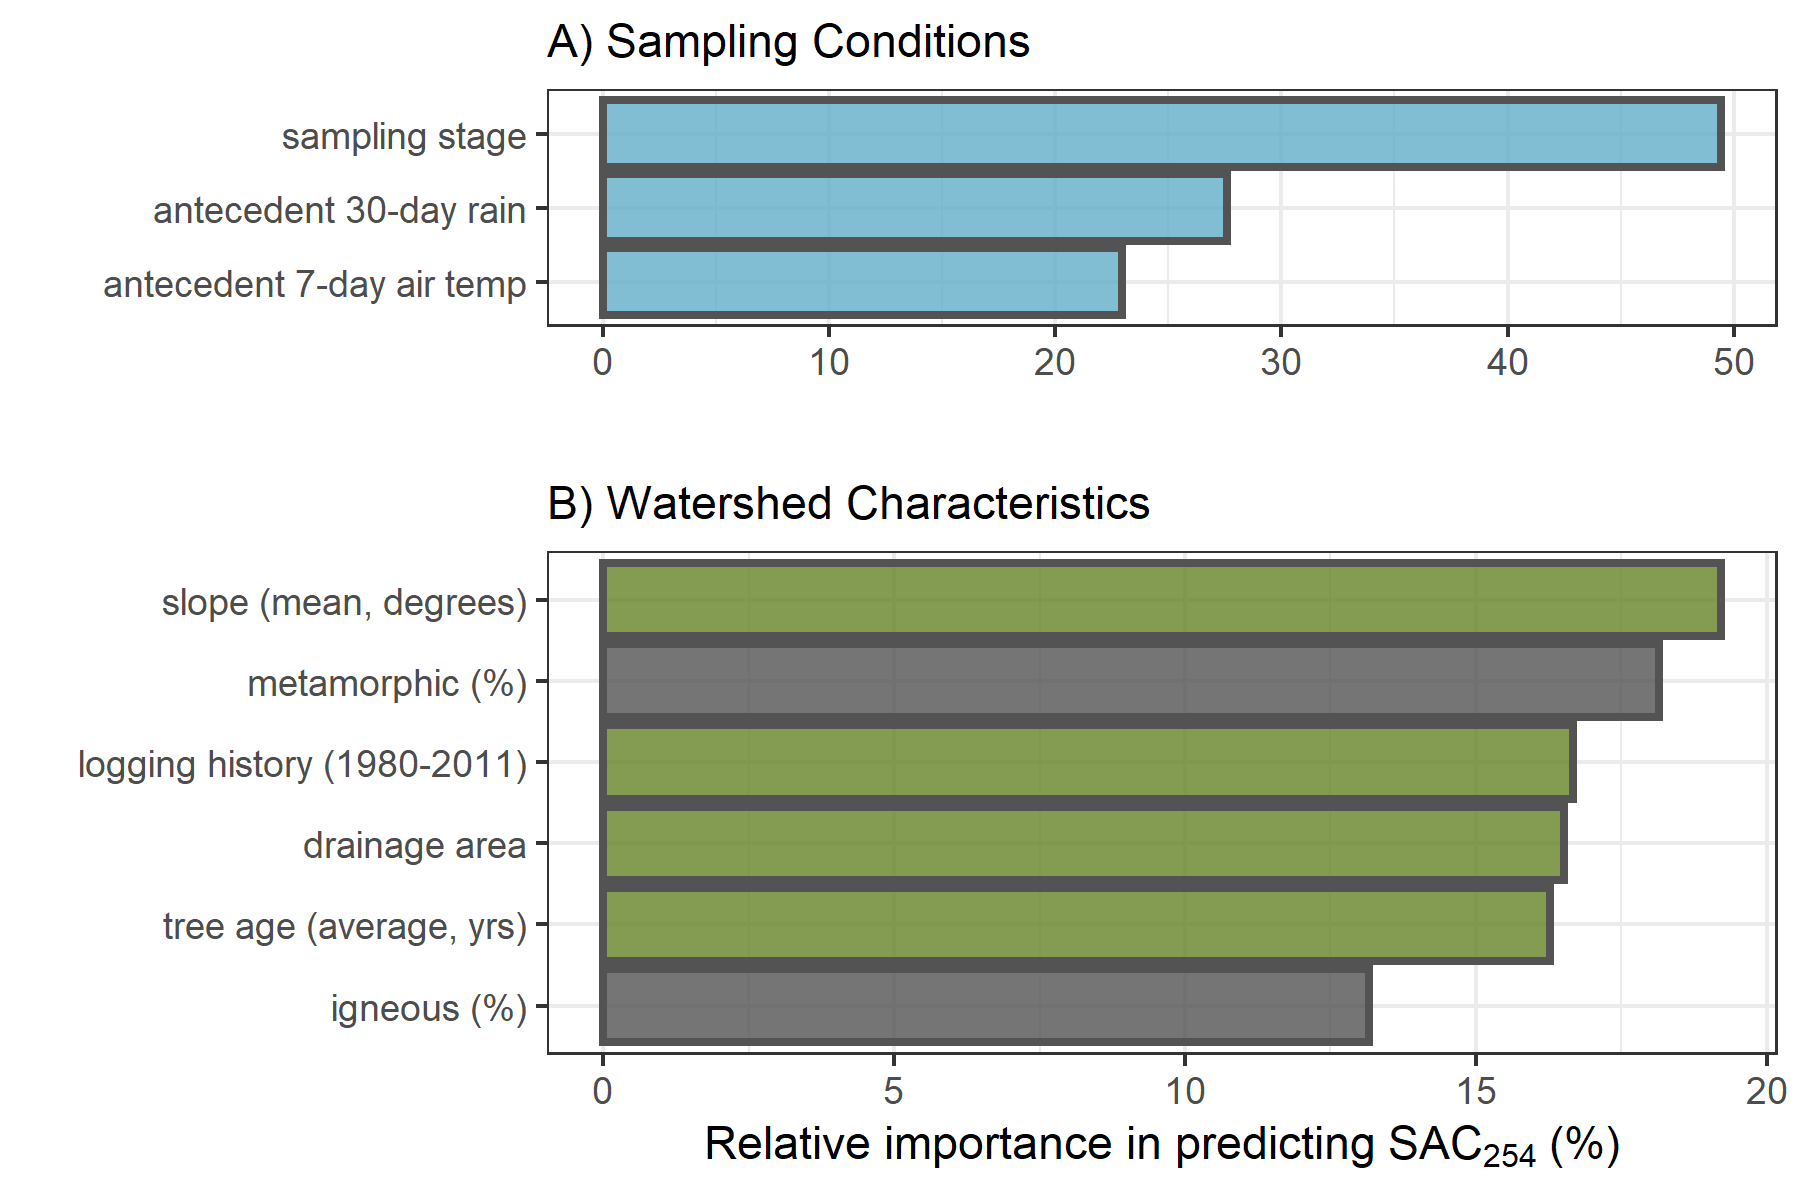 A) Sampling Conditions
sampling stage
antecedent 30-day rain
antecedent 7-day air temp
0 10 20 30 40 50
B) Watershed Characteristics
slope (mean, degrees)
metamorphic (%)
logging history (1980-2011)
drainage area
tree age (average, yrs)
igneous (%)
0 5 10 15 20
Relative importance in predicting SAC₂₅₄ (%)